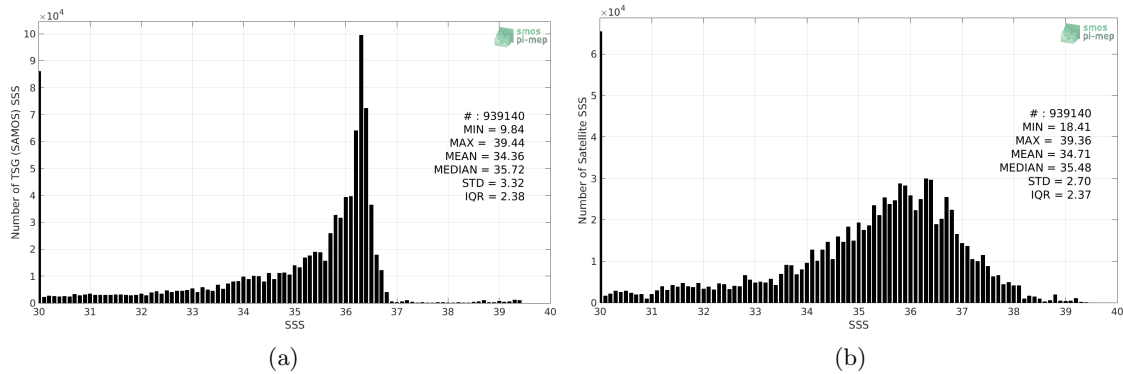 ×10⁴
10
9
8
7
6
5
4
3
2
1
0
Number of TSG (SAMOS) SSS
30 31 32 33 34 35 36 37 38 39 40
SSS
smos
pi-mep
# : 939140
MIN = 9.84
MAX = 39.44
MEAN = 34.36
MEDIAN = 35.72
STD = 3.32
IQR = 2.38
(a)
×10⁴
6
5
4
3
2
1
0
Number of Satellite SSS
30 31 32 33 34 35 36 37 38 39 40
SSS
smos
pi-mep
# : 939140
MIN = 18.41
MAX = 39.36
MEAN = 34.71
MEDIAN = 35.48
STD = 2.70
IQR = 2.37
(b)